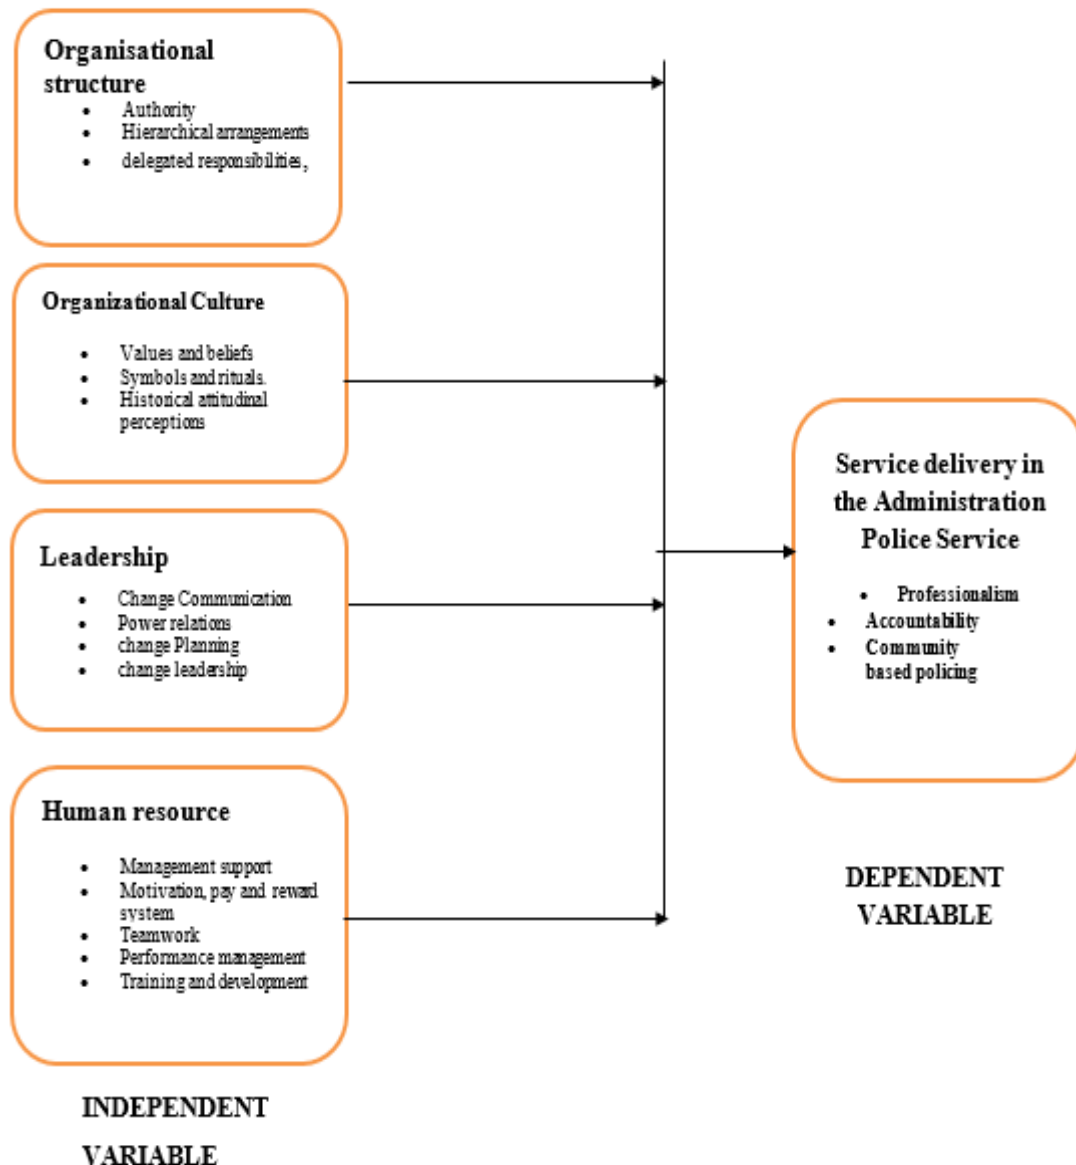 Organisational
structure
• Authority
• Hierarchical arrangements
• delegated responsibilities,
Organizational Culture
• Values and beliefs
• Symbols and rituals.
• Historical attitudinal
perceptions
Leadership
• Change Communication
• Power relations
• change Planning
• change leadership
Human resource
• Management support
• Motivation, pay and reward
system
• Teamwork
• Performance management
• Training and development
INDEPENDENT
VARIABLE
Service delivery in
the Administration
Police Service
• Professionalism
• Accountability
• Community
based policing
DEPENDENT
VARIABLE